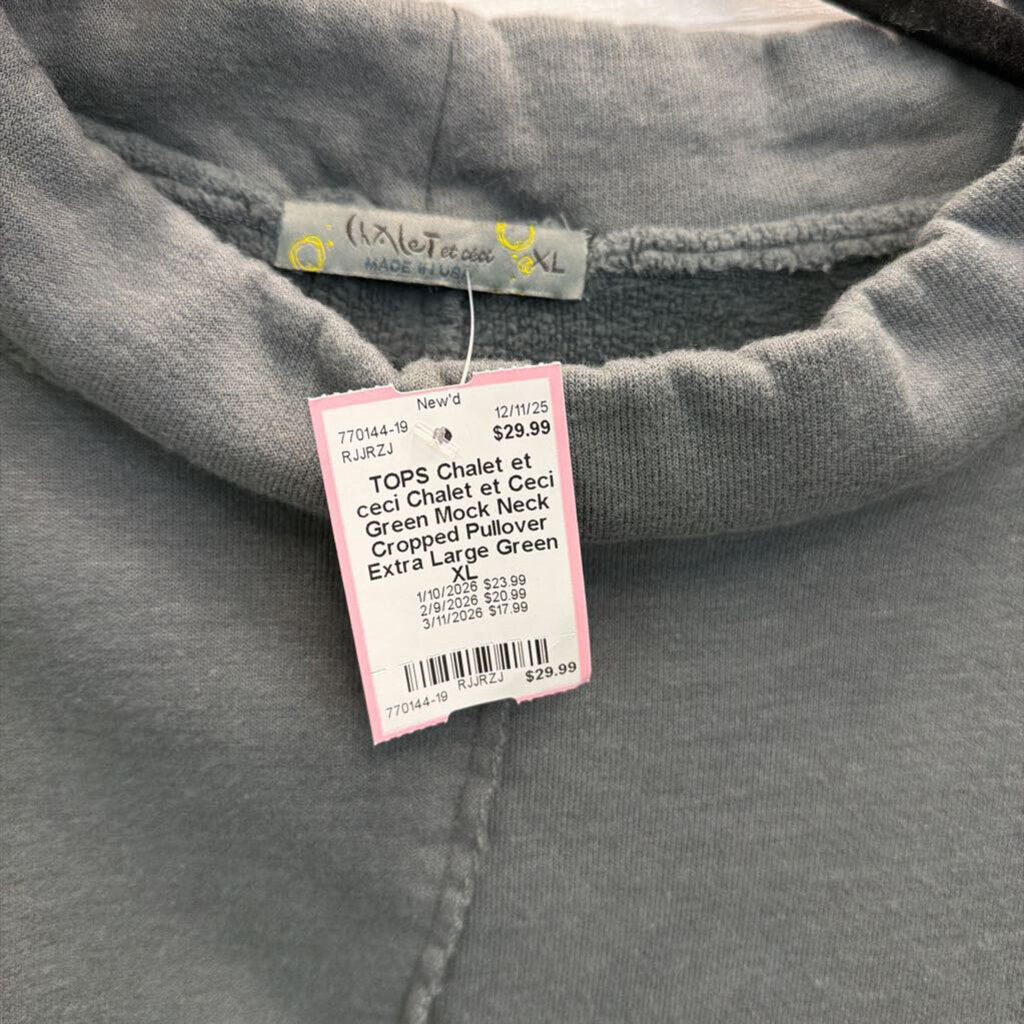 Chalet et ceci XL
MADE IN USA
New'd
770144-19 12/11/25
RJJRZJ $29.99
TOPS Chalet et
ceci Chalet et Ceci
Green Mock Neck
Cropped Pullover
Extra Large Green
XL
1/10/2026 $23.99
2/9/2026 $20.99
3/11/2026 $17.99
770144-19 RJJRZJ $29.99